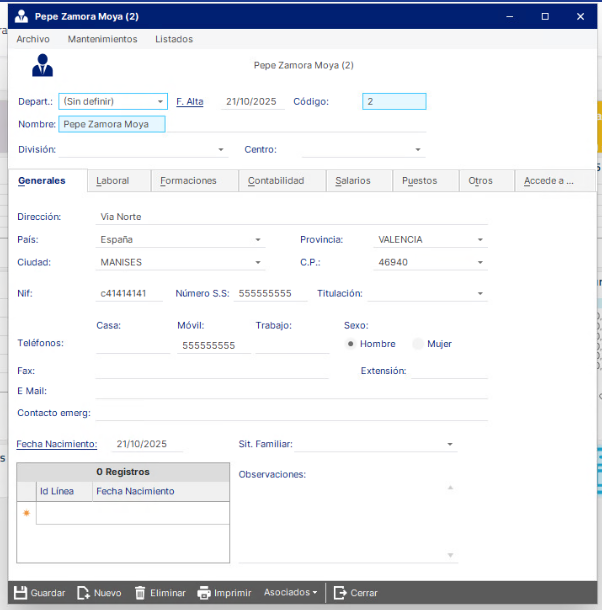 Pepe Zamora Moya (2)
Archivo Mantenimientos Listados
Pepe Zamora Moya (2)
Depart.: (Sin definir) F. Alta 21/10/2025 Código: 2
Nombre: Pepe Zamora Moya
División: Centro:
Generales Laboral Formaciones Contabilidad Salarios Puestos Otros Accede a ...
Dirección: Via Norte
País: España Provincia: VALENCIA
Ciudad: MANISES C.P.: 46940
Nif: c41414141 Número S.S: 555555555 Titulación:
Casa: Móvil: Trabajo: Sexo:
Teléfonos: 555555555 Hombre Mujer
Fax: Extensión:
E Mail:
Contacto emerg:
Fecha Nacimiento: 21/10/2025 Sit. Familiar:
0 Registros Observaciones:
Id Línea Fecha Nacimiento
Guardar Nuevo Eliminar Imprimir Asociados Cerrar